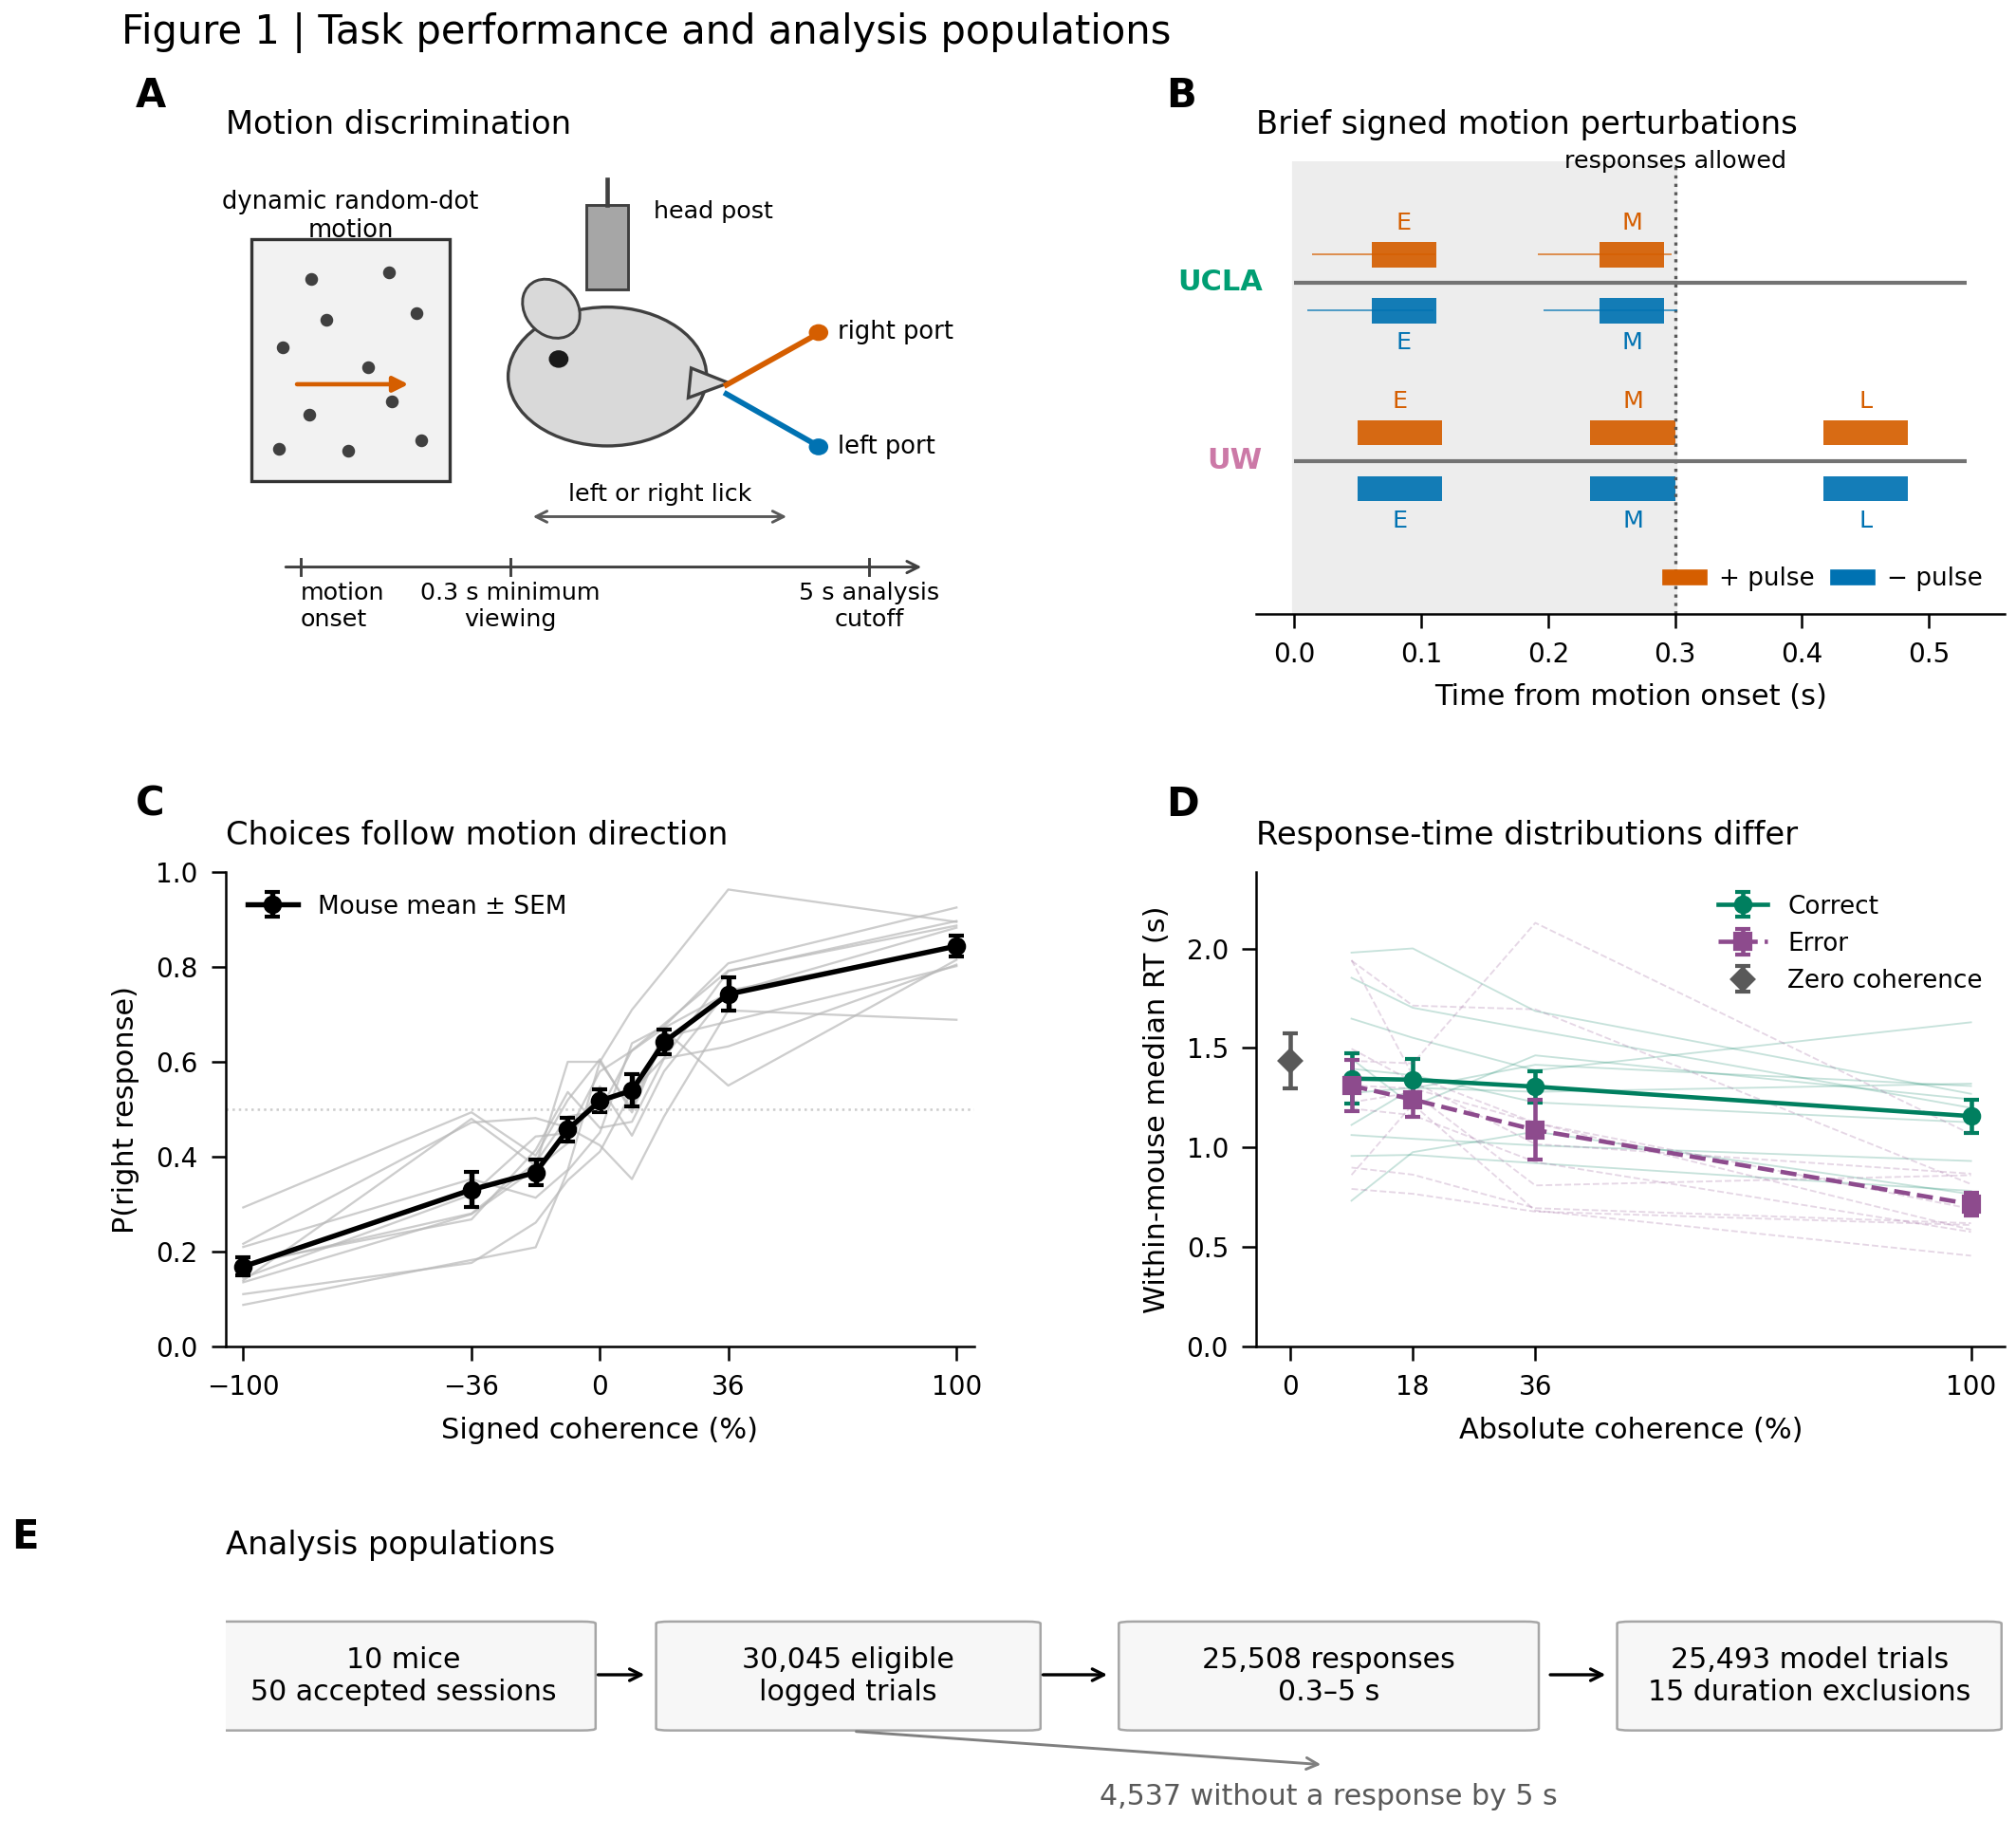 Figure 1 | Task performance and analysis populations
A
Motion discrimination
dynamic random-dot
motion
head post
right port
left port
left or right lick
motion
onset
0.3 s minimum
viewing
5 s analysis
cutoff
B
Brief signed motion perturbations
responses allowed
E
M
UCLA
E
M
E
M
L
UW
E
M
L
+ pulse
− pulse
0.0
0.1
0.2
0.3
0.4
0.5
Time from motion onset (s)
C
Choices follow motion direction
Mouse mean ± SEM
P(right response)
1.0
0.8
0.6
0.4
0.2
0.0
−100
−36
0
36
100
Signed coherence (%)
D
Response-time distributions differ
Correct
Error
Zero coherence
Within-mouse median RT (s)
2.0
1.5
1.0
0.5
0.0
0
18
36
100
Absolute coherence (%)
E
Analysis populations
10 mice
50 accepted sessions
30,045 eligible
logged trials
25,508 responses
0.3–5 s
25,493 model trials
15 duration exclusions
4,537 without a response by 5 s